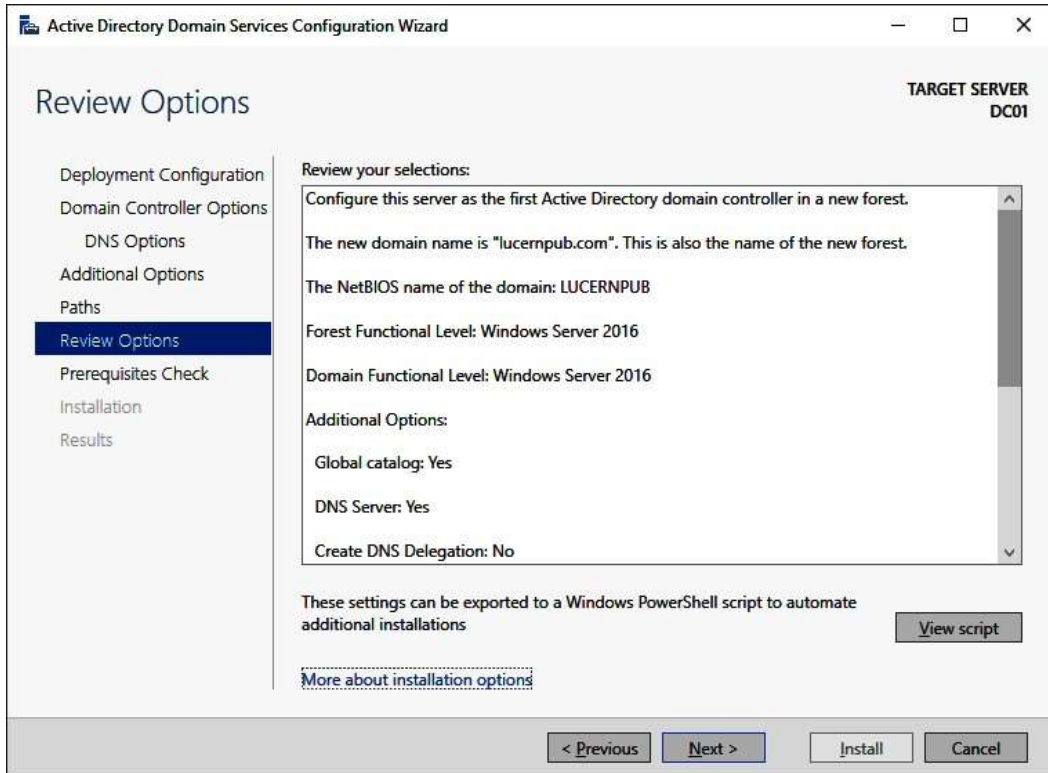 Active Directory Domain Services Configuration Wizard
Review Options
TARGET SERVER
DC01
Deployment Configuration
Domain Controller Options
DNS Options
Additional Options
Paths
Review Options
Prerequisites Check
Installation
Results
Review your selections:
Configure this server as the first Active Directory domain controller in a new forest.
The new domain name is "lucernpub.com". This is also the name of the new forest.
The NetBIOS name of the domain: LUCERNPUB
Forest Functional Level: Windows Server 2016
Domain Functional Level: Windows Server 2016
Additional Options:
Global catalog: Yes
DNS Server: Yes
Create DNS Delegation: No
These settings can be exported to a Windows PowerShell script to automate
additional installations
View script
More about installation options
< Previous
Next >
Install
Cancel